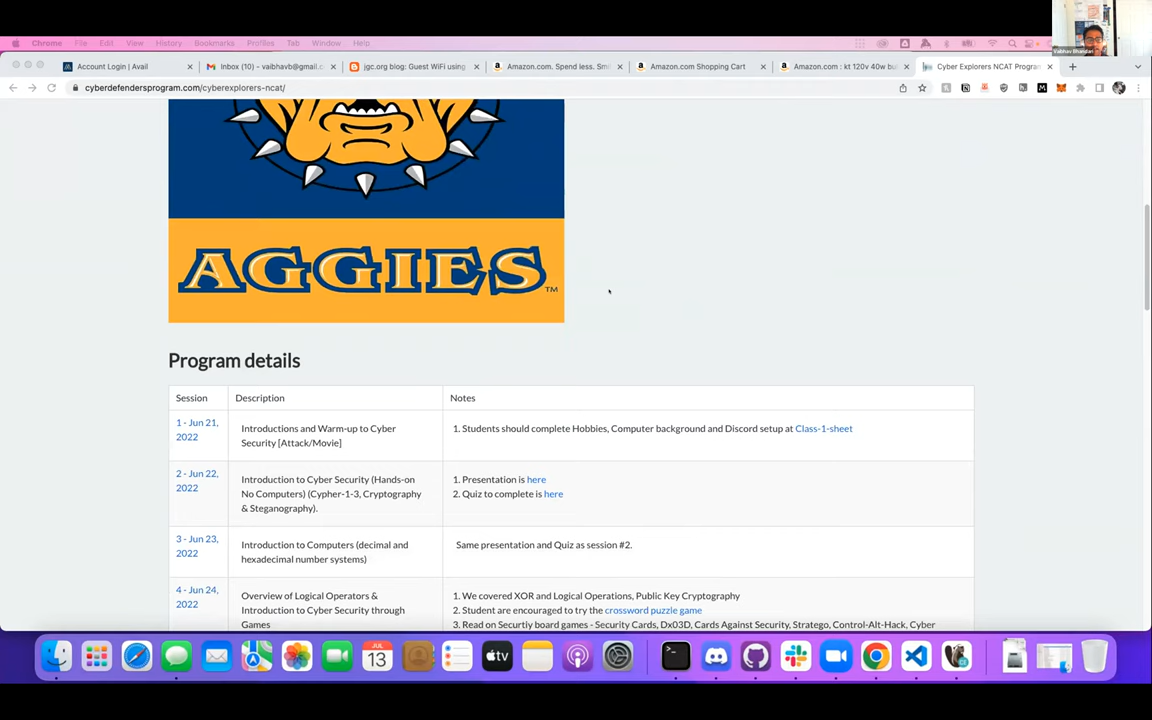 Chrome File Edit View History Bookmarks Profiles Tab Window Help
Account Login | Avail
Inbox (10) – vaibhavb@gmail.c
jgc.org blog: Guest WiFi using
Amazon.com. Spend less. Sm
Amazon.com Shopping Cart
Amazon.com : kt 120v 40w bu
Cyber Explorers NCAT Progra
cyberdefendersprogram.com/cyberexplorers-ncat/
AGGIES TM
Program details
Session Description Notes
1 - Jun 21, 2022
Introductions and Warm-up to Cyber
Security [Attack/Movie]
1. Students should complete Hobbies, Computer background and Discord setup at Class-1-sheet
2 - Jun 22, 2022
Introduction to Cyber Security (Hands-on
No Computers) (Cypher-1-3, Cryptography
& Steganography).
1. Presentation is here
2. Quiz to complete is here
3 - Jun 23, 2022
Introduction to Computers (decimal and
hexadecimal number systems)
Same presentation and Quiz as session #2.
4 - Jun 24, 2022
Overview of Logical Operators &
Introduction to Cyber Security through
Games
1. We covered XOR and Logical Operations, Public Key Cryptography
2. Student are encouraged to try the crossword puzzle game
3. Read on Securtiy board games - Security Cards, Dx03D, Cards Against Security, Stratego, Control-Alt-Hack, Cyber
JUL
13
tv